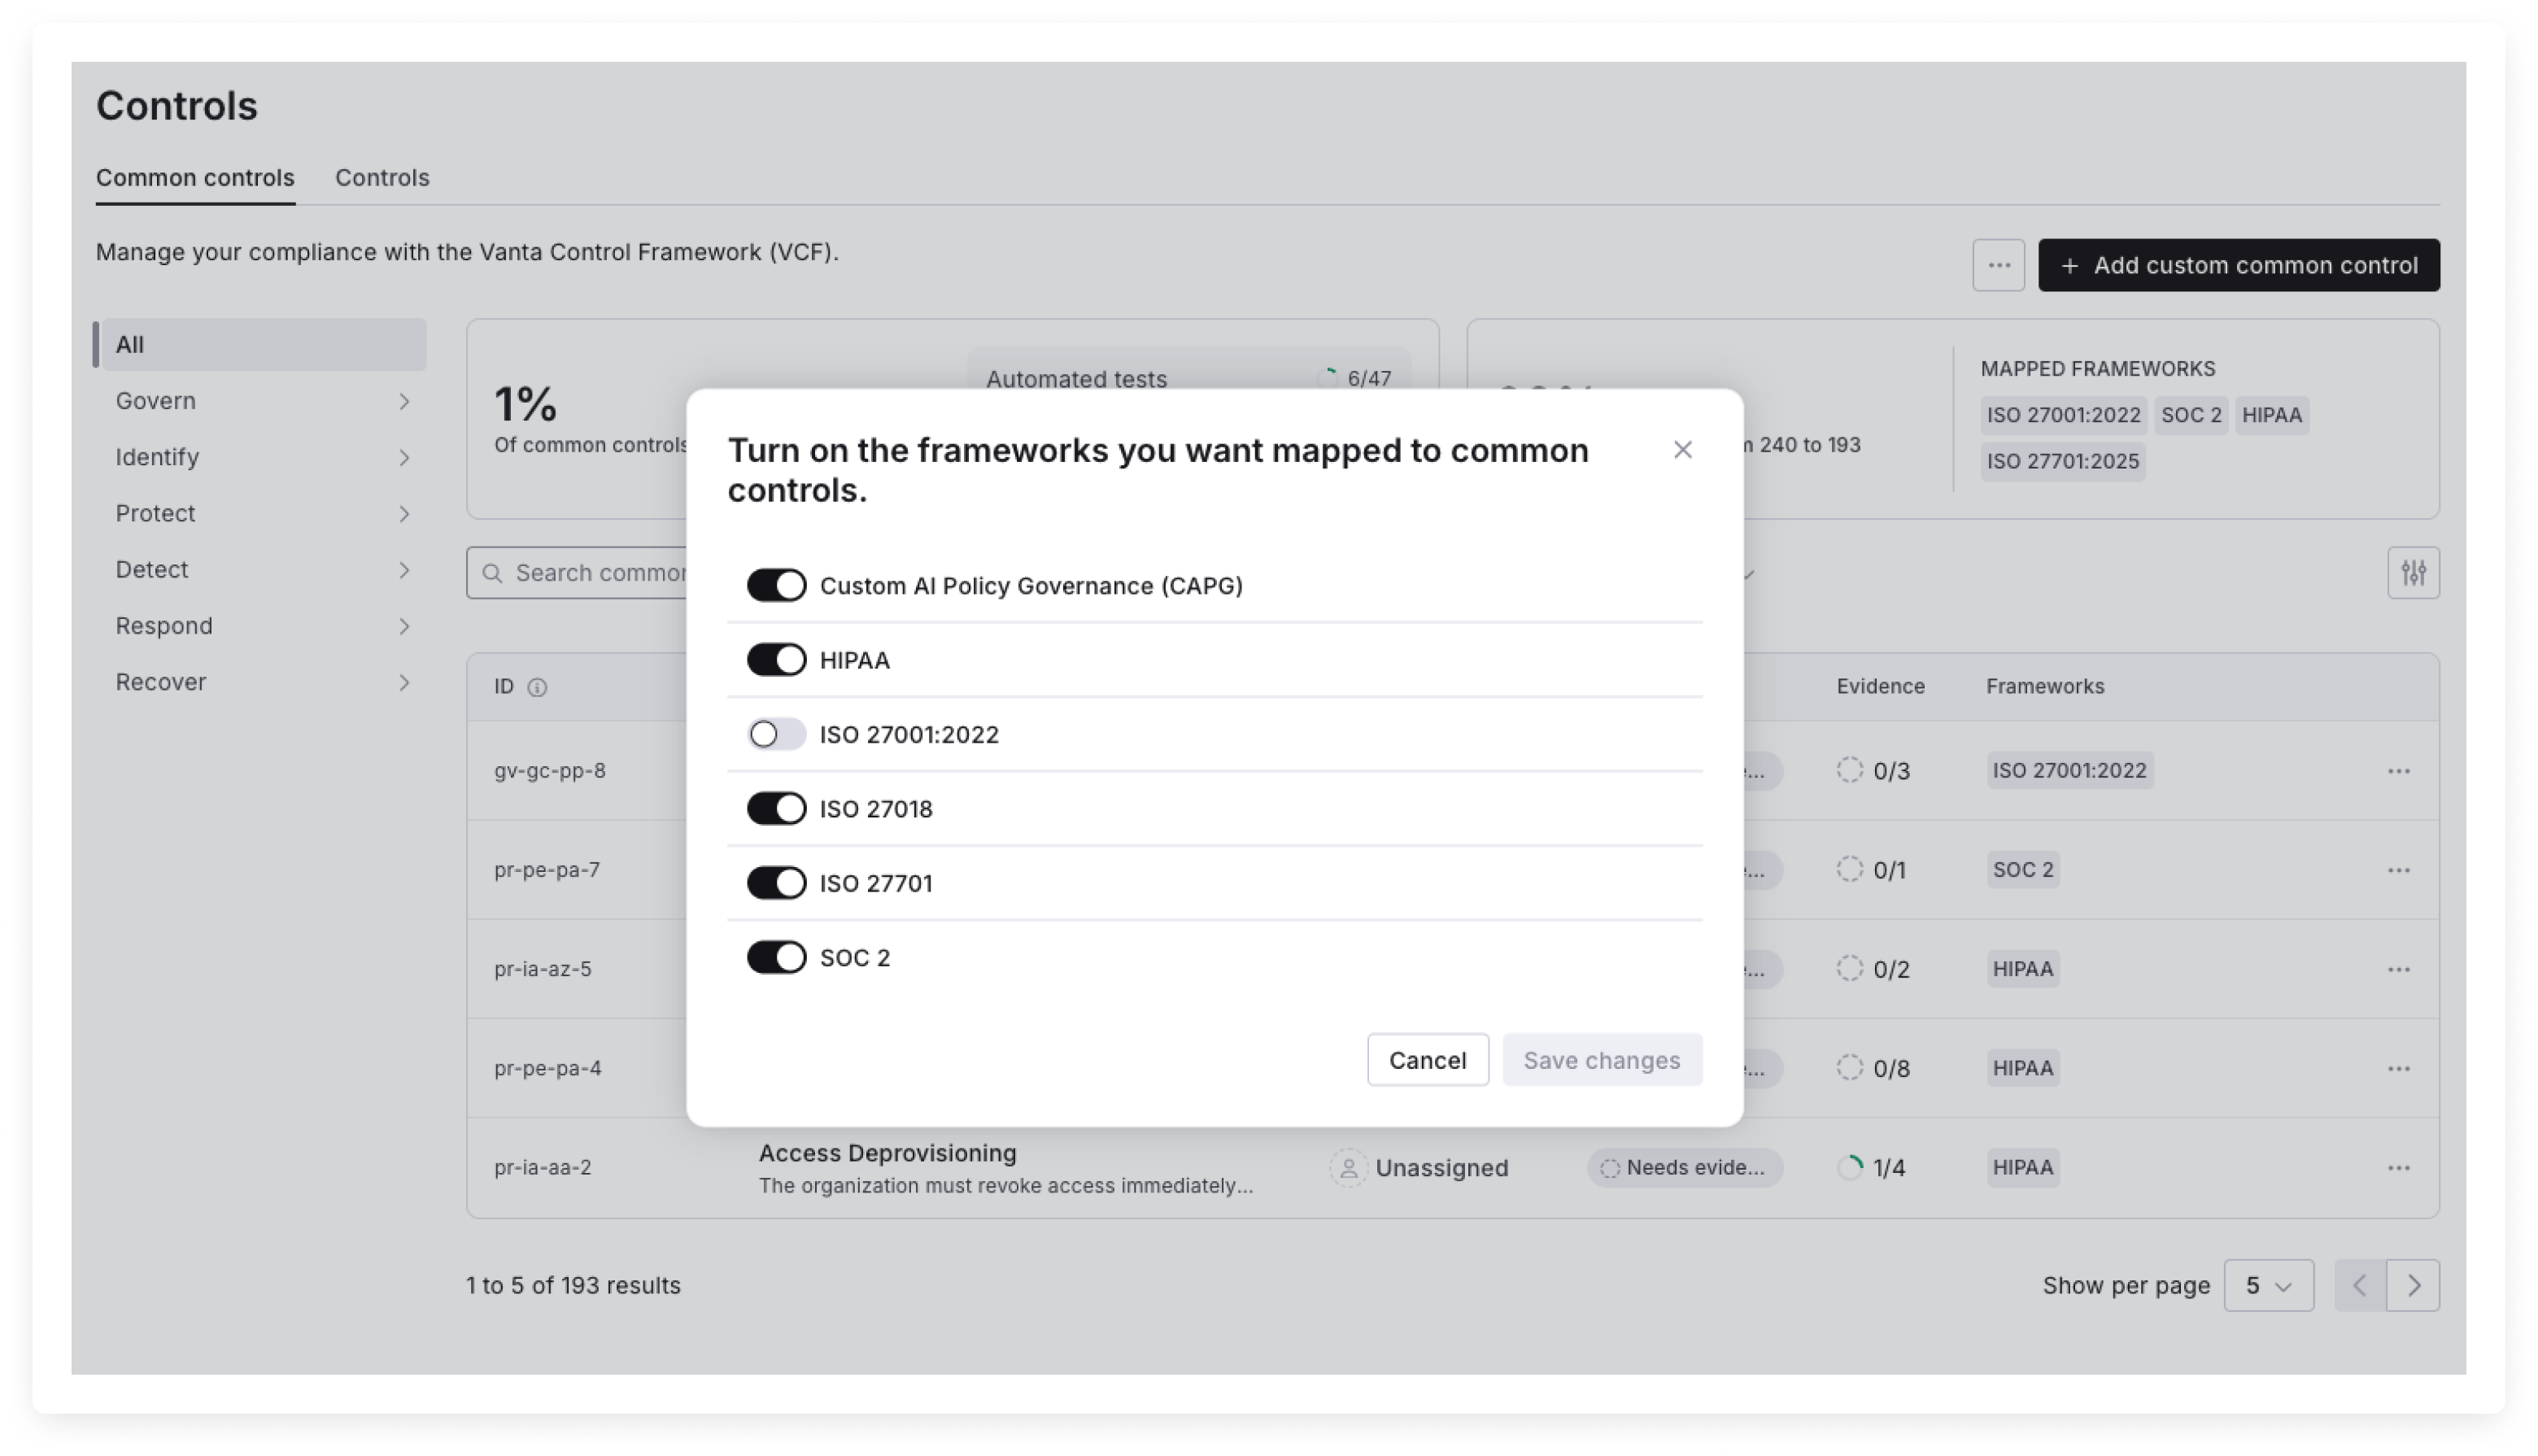 Controls
Common controls Controls
Manage your compliance with the Vanta Control Framework (VCF).
+ Add custom common control
All
Govern
Identify
Protect
Detect
Respond
Recover
1%
Of common controls
Automated tests 6/47
240 to 193
MAPPED FRAMEWORKS
ISO 27001:2022 SOC 2 HIPAA
ISO 27701:2025
Search
Turn on the frameworks you want mapped to common
controls.
Custom AI Policy Governance (CAPG)
HIPAA
ISO 27001:2022
ISO 27018
ISO 27701
SOC 2
Cancel Save changes
ID Evidence Frameworks
gv-gc-pp-8 0/3 ISO 27001:2022
pr-pe-pa-7 0/1 SOC 2
pr-ia-az-5 0/2 HIPAA
pr-pe-pa-4 0/8 HIPAA
pr-ia-aa-2 Access Deprovisioning Unassigned Needs evide... 1/4 HIPAA
The organization must revoke access immediately...
1 to 5 of 193 results
Show per page 5